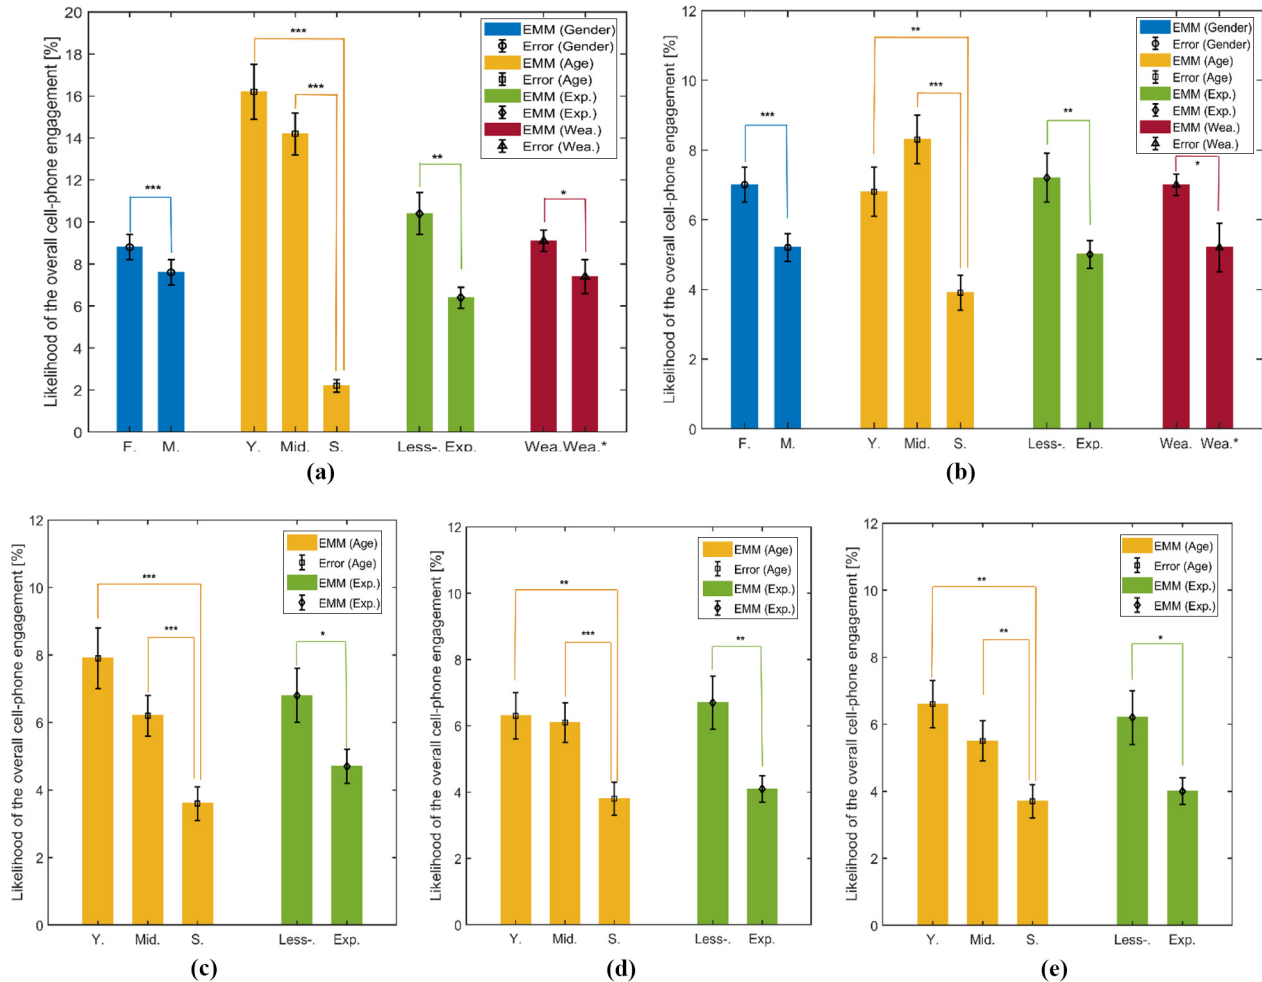 Likelihood of the overall cell-phone engagement [%]
20
18
16
14
12
10
8
6
4
2
0
***
***
***
**
*
EMM (Gender)
Error (Gender)
EMM (Age)
Error (Age)
EMM (Exp.)
EMM (Exp.)
EMM (Wea.)
Error (Wea.)
F. M. Y. Mid. S. Less-. Exp. Wea. Wea.*
(a)
Likelihood of the overall cell-phone engagement [%]
12
10
8
6
4
2
0
***
**
***
**
*
EMM (Gender)
Error (Gender)
EMM (Age)
Error (Age)
EMM (Exp.)
EMM (Exp.)
EMM (Wea.)
Error (Wea.)
F. M. Y. Mid. S. Less-. Exp. Wea. Wea.*
(b)
Likelihood of the overall cell-phone engagement [%]
12
10
8
6
4
2
0
***
***
*
EMM (Age)
Error (Age)
EMM (Exp.)
EMM (Exp.)
Y. Mid. S. Less-. Exp.
(c)
Likelihood of the overall cell-phone engagement [%]
12
10
8
6
4
2
0
**
***
**
EMM (Age)
Error (Age)
EMM (Exp.)
EMM (Exp.)
Y. Mid. S. Less-. Exp.
(d)
Likelihood of the overall cell-phone engagement [%]
12
10
8
6
4
2
0
**
**
*
EMM (Age)
Error (Age)
EMM (Exp.)
EMM (Exp.)
Y. Mid. S. Less-. Exp.
(e)